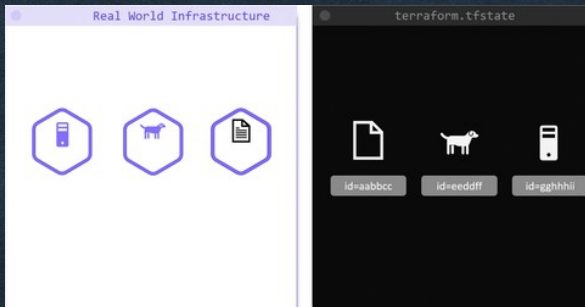 Real World Infrastructure
terraform.tfstate
id=aabbcc
id=eeddff
id=gghhhii